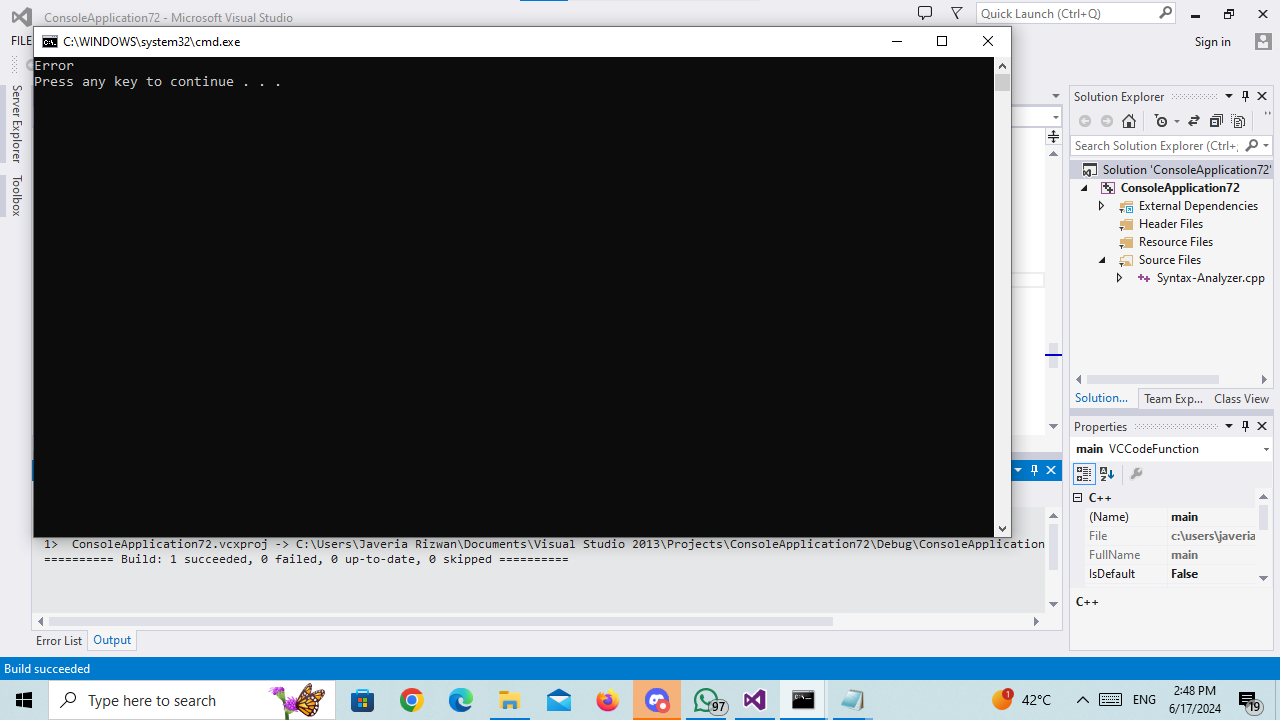 ConsoleApplication72 - Microsoft Visual Studio
Quick Launch (Ctrl+Q)
FILE
Sign in
C:\WINDOWS\system32\cmd.exe
Error
Press any key to continue . . .
Server Explorer
Toolbox
Solution Explorer
Search Solution Explorer (Ctrl+;
Solution 'ConsoleApplication72'
ConsoleApplication72
External Dependencies
Header Files
Resource Files
Source Files
Syntax-Analyzer.cpp
Solution... Team Exp... Class View
Properties
main VCCodeFunction
C++
(Name) main
File c:\users\javeria
FullName main
IsDefault False
C++
1> ConsoleApplication72.vcxproj -> C:\Users\Javeria Rizwan\Documents\Visual Studio 2013\Projects\ConsoleApplication72\Debug\ConsoleApplication
========== Build: 1 succeeded, 0 failed, 0 up-to-date, 0 skipped ==========
Error List Output
Build succeeded
Type here to search
97
1
42°C
ENG
2:48 PM
6/17/2024
19